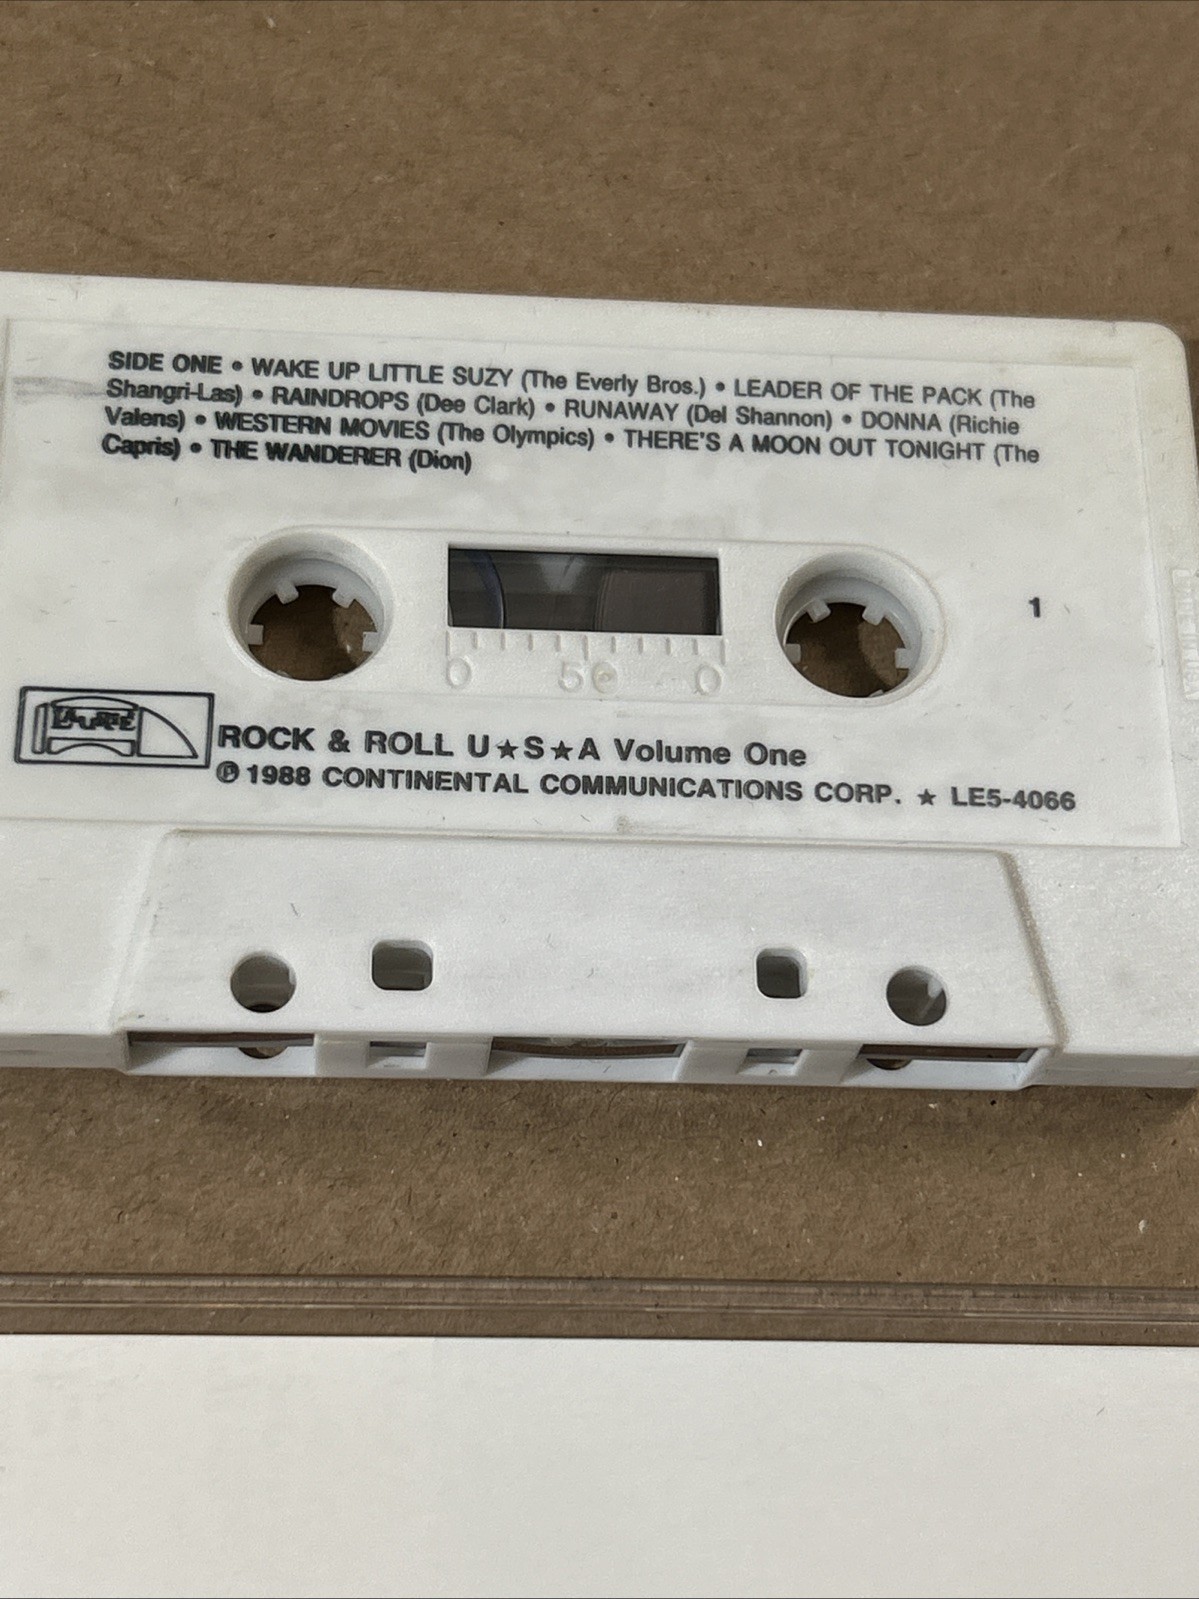 SIDE ONE • WAKE UP LITTLE SUZY (The Everly Bros.) • LEADER OF THE PACK (The
Shangri-Las) • RAINDROPS (Dee Clark) • RUNAWAY (Del Shannon) • DONNA (Richie
Valens) • WESTERN MOVIES (The Olympics) • THERE'S A MOON OUT TONIGHT (The
Capris) • THE WANDERER (Dion)
1
0 50 0
LAURIE
ROCK & ROLL U★S★A Volume One
℗ 1988 CONTINENTAL COMMUNICATIONS CORP. ★ LE5-4066